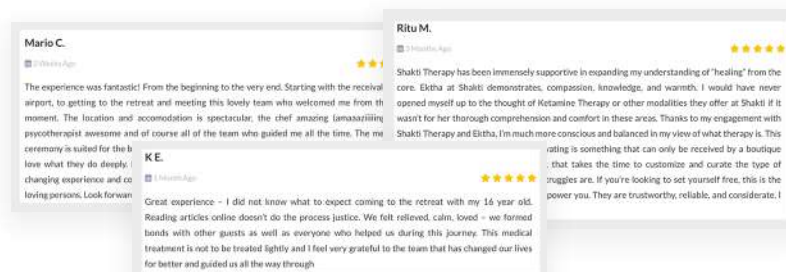 Mario C.
2 Weeks Ago
The experience was fantastic! From the beginning to the very end. Starting with the receival
airport, to getting to the retreat and meeting this lovely team who welcomed me from th
moment. The location and accomodation is spectacular, the chef amazing (amaaaziiiing
psycotherapist awesome and of course all of the team who guided me all the time. The me
ceremony is suited for the b
love what they do deeply.
changing experience and co
loving persons. Look forwar
Ritu M.
3 Months Ago
Shakti Therapy has been immensely supportive in expanding my understanding of "healing" from the
core. Ektha at Shakti demonstrates, compassion, knowledge, and warmth. I would have never
opened myself up to the thought of Ketamine Therapy or other modalities they offer at Shakti if it
wasn't for her thorough comprehension and comfort in these areas. Thanks to my engagement with
Shakti Therapy and Ektha, I'm much more conscious and balanced in my view of what therapy is. This
vating is something that can only be received by a boutique
, that takes the time to customize and curate the type of
truggles are. If you're looking to set yourself free, this is the
power you. They are trustworthy, reliable, and considerate. I
K E.
1 Month Ago
Great experience – I did not know what to expect coming to the retreat with my 16 year old.
Reading articles online doesn't do the process justice. We felt relieved, calm, loved – we formed
bonds with other guests as well as everyone who helped us during this journey. This medical
treatment is not to be treated lightly and I feel very grateful to the team that has changed our lives
for better and guided us all the way through